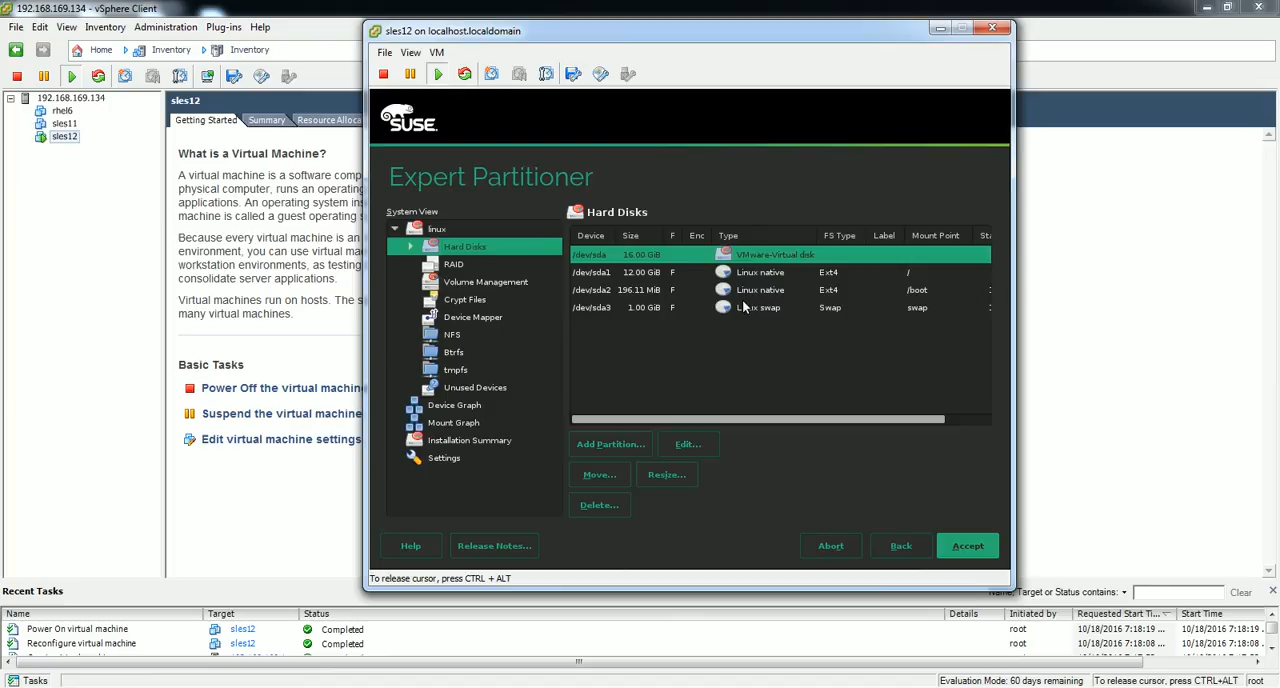 192.168.169.134 - vSphere Client
File Edit View Inventory Administration Plug-ins Help
Home Inventory Inventory
192.168.169.134
rhel6
sles11
sles12
sles12
Getting Started Summary Resource Alloca
What is a Virtual Machine?
A virtual machine is a software comp
physical computer, runs an operating
applications. An operating system ins
machine is called a guest operating s
Because every virtual machine is an
environment, you can use virtual ma
workstation environments, as testing
consolidate server applications.
Virtual machines run on hosts. The s
many virtual machines.
Basic Tasks
Power Off the virtual machine
Suspend the virtual machine
Edit virtual machine settings
sles12 on localhost.localdomain
File View VM
SUSE
Expert Partitioner
System View
linux
Hard Disks
RAID
Volume Management
Crypt Files
Device Mapper
NFS
Btrfs
tmpfs
Unused Devices
Device Graph
Mount Graph
Installation Summary
Settings
Hard Disks
Device Size F Enc Type FS Type Label Mount Point Sta
/dev/sda 16.00 GiB VMware-Virtual disk
/dev/sda1 12.00 GiB F Linux native Ext4 /
/dev/sda2 196.11 MiB F Linux native Ext4 /boot
/dev/sda3 1.00 GiB F Linux swap Swap swap
Add Partition... Edit...
Move... Resize...
Delete...
Help Release Notes... Abort Back Accept
To release cursor, press CTRL + ALT
Recent Tasks
Name, Target or Status contains: Clear
Name Target Status Details Initiated by Requested Start Ti... Start Time
Power On virtual machine sles12 Completed root 10/18/2016 7:18:19 ... 10/18/2016 7:18:19 .
Reconfigure virtual machine sles12 Completed root 10/18/2016 7:18:08 ... 10/18/2016 7:18:08 .
Tasks Evaluation Mode: 60 days remaining To release cursor, press CTRL+ALT root